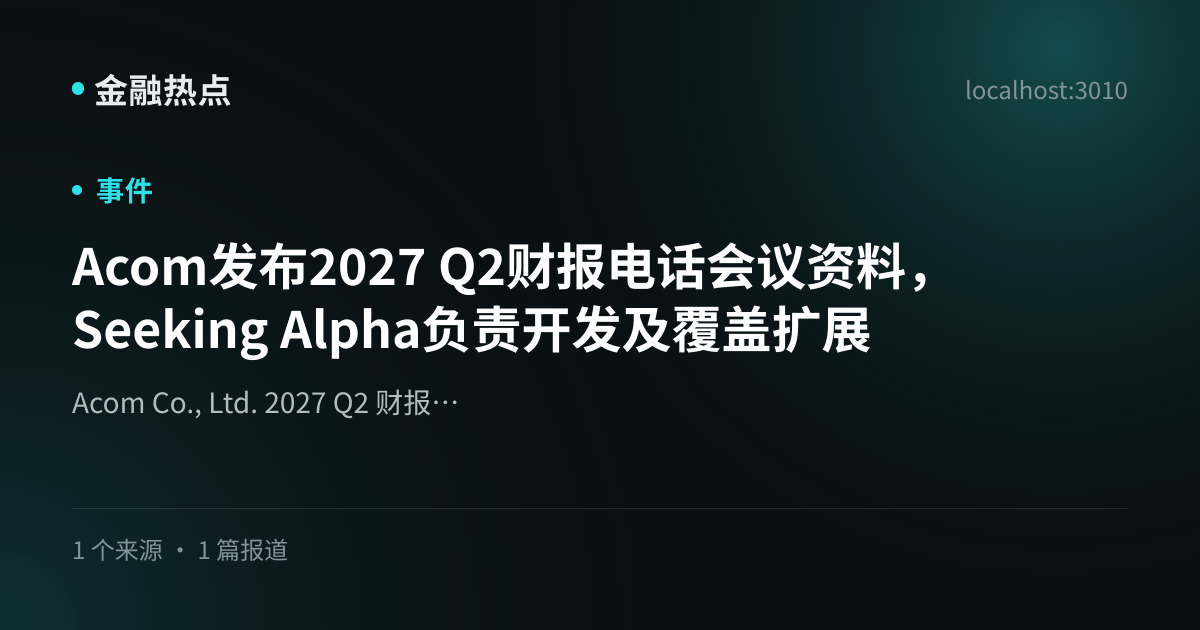 金融热点
localhost:3010
事件
Acom发布2027 Q2财报电话会议资料，
Seeking Alpha负责开发及覆盖扩展
Acom Co., Ltd. 2027 Q2 财报…
1 个来源 · 1 篇报道